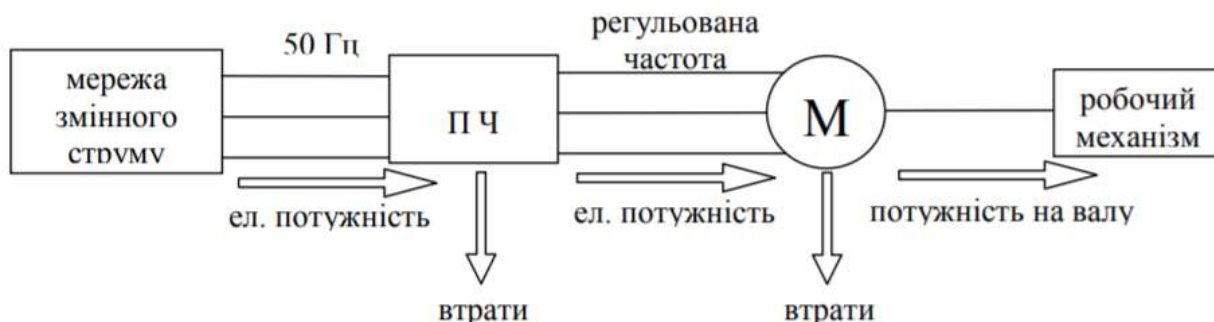 мережа
змінного
струму
50 Гц
П Ч
регульована
частота
М
робочий
механізм
ел. потужність
ел. потужність
потужність на валу
втрати
втрати